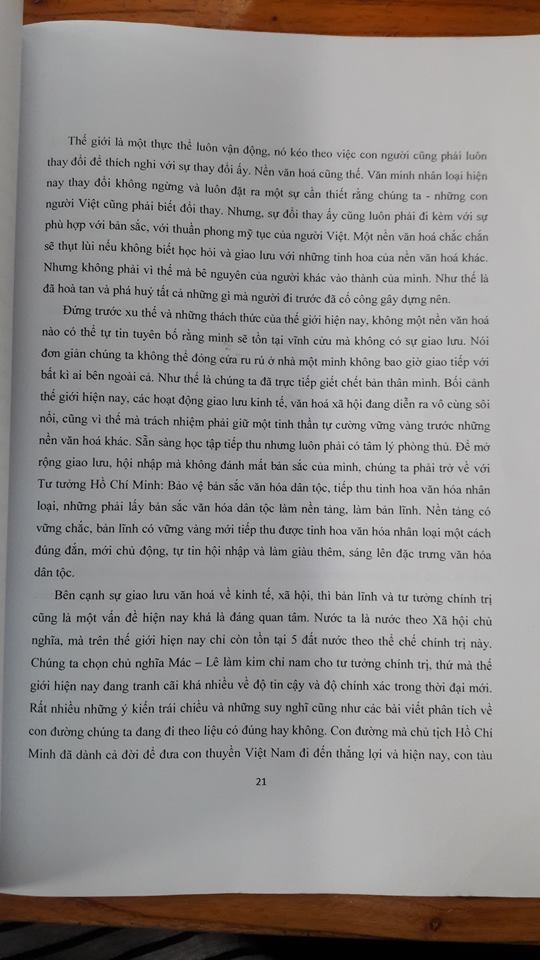 Thế giới là một thực thể luôn vận động, nó kéo theo việc con người cũng phải luôn
thay đổi để thích nghi với sự thay đổi ấy. Nền văn hoá cũng thế. Văn minh nhân loại hiện
nay thay đổi không ngừng và luôn đặt ra một sự cần thiết rằng chúng ta - những con
người Việt cũng phải biết đổi thay. Nhưng, sự đổi thay ấy cũng luôn phải đi kèm với sự
phù hợp với bản sắc, với thuần phong mỹ tục của người Việt. Một nền văn hoá chắc chắn
sẽ thụt lùi nếu không biết học hỏi và giao lưu với những tinh hoa của nền văn hoá khác.
Nhưng không phải vì thế mà bê nguyên của người khác vào thành của mình. Như thế là
đã hoà tan và phá huỷ tất cả những gì mà người đi trước đã cố công gây dựng nên.
Đứng trước xu thế và những thách thức của thế giới hiện nay, không một nền văn hoá
nào có thể tự tin tuyên bố rằng mình sẽ tồn tại vĩnh cửu mà không có sự giao lưu. Nói
đơn giản chúng ta không thể đóng cửa ru rú ở nhà một mình không bao giờ giao tiếp với
bất kì ai bên ngoài cả. Như thế là chúng ta đã trực tiếp giết chết bản thân mình. Bối cảnh
thế giới hiện nay, các hoạt động giao lưu kinh tế, văn hoá xã hội đang diễn ra vô cùng sôi
nổi, cũng vì thế mà trách nhiệm phải giữ một tinh thần tự cường vững vàng trước những
nền văn hoá khác. Sẵn sàng học tập tiếp thu nhưng luôn phải có tâm lý phòng thủ. Để mở
rộng giao lưu, hội nhập mà không đánh mất bản sắc của mình, chúng ta phải trở về với
Tư tưởng Hồ Chí Minh: Bảo vệ bản sắc văn hóa dân tộc, tiếp thu tinh hoa văn hóa nhân
loại, những phải lấy bản sắc văn hóa dân tộc làm nền tảng, làm bản lĩnh. Nền tảng có
vững chắc, bản lĩnh có vững vàng mới tiếp thu được tinh hoa văn hóa nhân loại một cách
đúng đắn, mới chủ động, tự tin hội nhập và làm giàu thêm, sáng lên đặc trưng văn hóa
dân tộc.
Bên cạnh sự giao lưu văn hoá về kinh tế, xã hội, thì bản lĩnh và tư tưởng chính trị
cũng là một vấn đề hiện nay khá là đáng quan tâm. Nước ta là nước theo Xã hội chủ
nghĩa, mà trên thế giới hiện nay chỉ còn tồn tại 5 đất nước theo thể chế chính trị này.
Chúng ta chọn chủ nghĩa Mác – Lê làm kim chỉ nam cho tư tưởng chính trị, thứ mà thế
giới hiện nay đang tranh cãi khá nhiều về độ tin cậy và độ chính xác trong thời đại mới.
Rất nhiều những ý kiến trái chiều và những suy nghĩ cũng như các bài viết phân tích về
con đường chúng ta đang đi theo liệu có đúng hay không. Con đường mà chủ tịch Hồ Chí
Minh đã dành cả đời để đưa con thuyền Việt Nam đi đến thắng lợi và hiện nay, con tàu
21